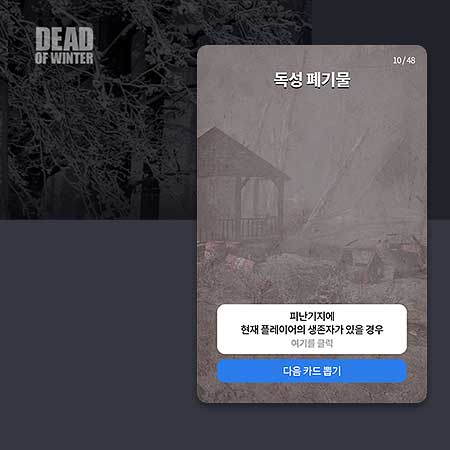 DEAD
OF WINTER
10 / 48
독성 폐기물
피난기지에
현재 플레이어의 생존자가 있을 경우
여기를 클릭
다음 카드 뽑기